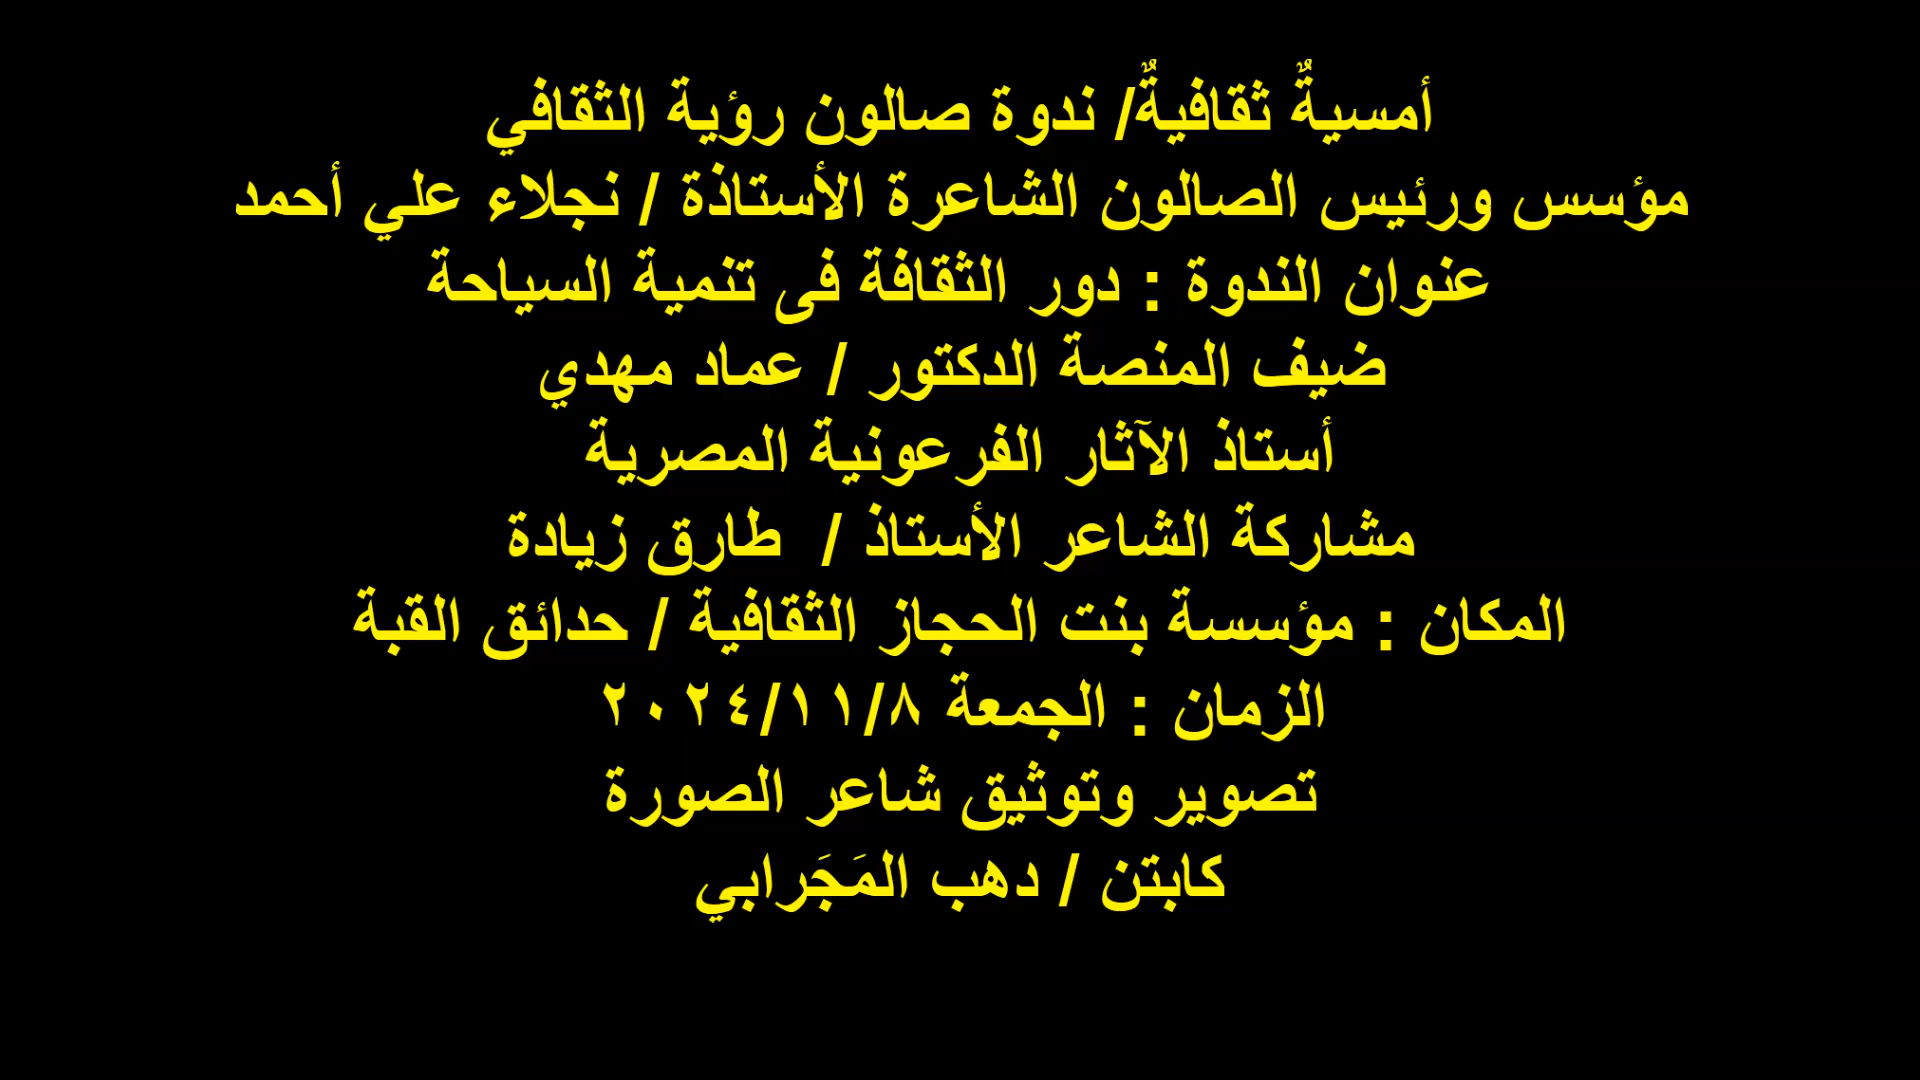 أمسيةٌ ثقافيةٌ/ ندوة صالون رؤية الثقافي
مؤسس ورئيس الصالون الشاعرة الأستاذة / نجلاء علي أحمد
عنوان الندوة : دور الثقافة فى تنمية السياحة
ضيف المنصة الدكتور / عماد مهدي
أستاذ الآثار الفرعونية المصرية
مشاركة الشاعر الأستاذ / طارق زيادة
المكان : مؤسسة بنت الحجاز الثقافية / حدائق القبة
الزمان : الجمعة ٢٠٢٤/١١/٨
تصوير وتوثيق شاعر الصورة
كابتن / دهب المَجَرابي